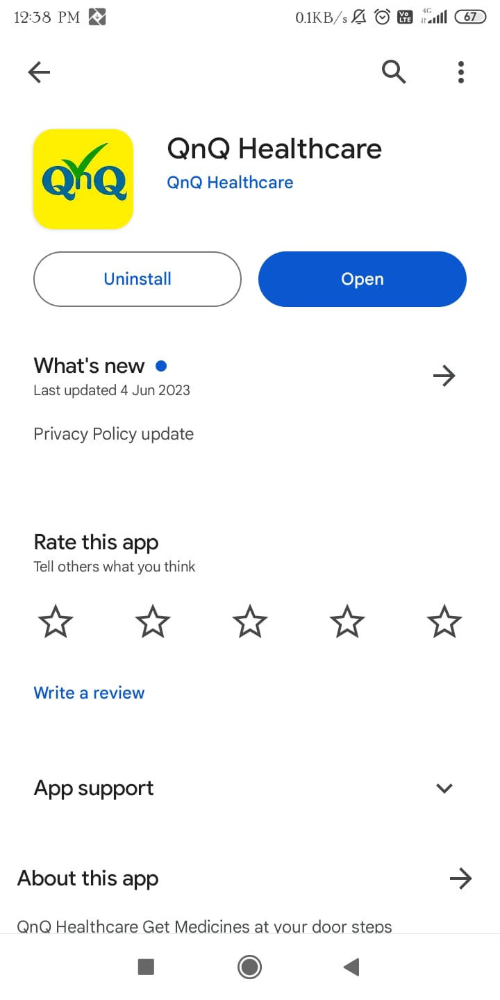 12:38 PM 0.1KB/s Vo LTE 4G 67
QnQ
QnQ Healthcare
QnQ Healthcare
Uninstall Open
What's new
Last updated 4 Jun 2023
Privacy Policy update
Rate this app
Tell others what you think
Write a review
App support
About this app
QnQ Healthcare Get Medicines at your door steps